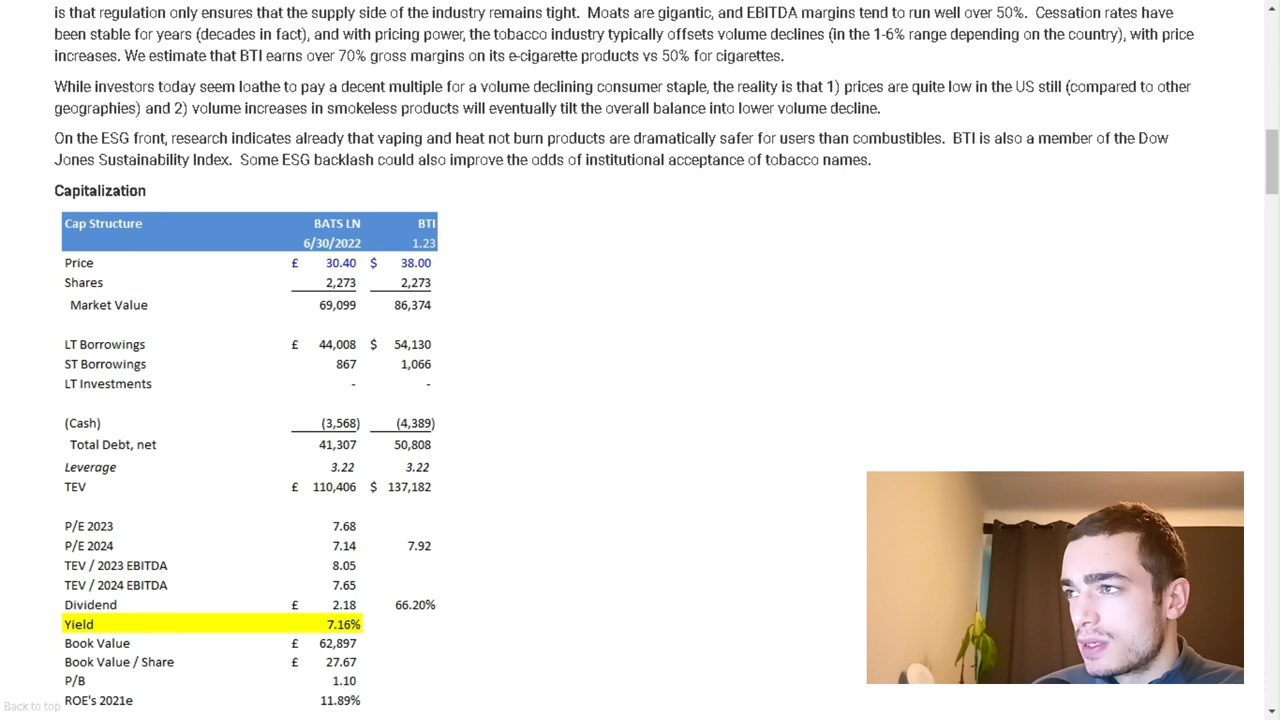 is that regulation only ensures that the supply side of the industry remains tight. Moats are gigantic, and EBITDA margins tend to run well over 50%. Cessation rates have
been stable for years (decades in fact), and with pricing power, the tobacco industry typically offsets volume declines (in the 1-6% range depending on the country), with price
increases. We estimate that BTI earns over 70% gross margins on its e-cigarette products vs 50% for cigarettes.
While investors today seem loathe to pay a decent multiple for a volume declining consumer staple, the reality is that 1) prices are quite low in the US still (compared to other
geographies) and 2) volume increases in smokeless products will eventually tilt the overall balance into lower volume decline.
On the ESG front, research indicates already that vaping and heat not burn products are dramatically safer for users than combustibles. BTI is also a member of the Dow
Jones Sustainability Index. Some ESG backlash could also improve the odds of institutional acceptance of tobacco names.
Capitalization
Cap Structure BATS LN BTI
6/30/2022 1.23
Price £ 30.40 $ 38.00
Shares 2,273 2,273
Market Value 69,099 86,374
LT Borrowings £ 44,008 $ 54,130
ST Borrowings 867 1,066
LT Investments - -
(Cash) (3,568) (4,389)
Total Debt, net 41,307 50,808
Leverage 3.22 3.22
TEV £ 110,406 $ 137,182
P/E 2023 7.68
P/E 2024 7.14 7.92
TEV / 2023 EBITDA 8.05
TEV / 2024 EBITDA 7.65
Dividend £ 2.18 66.20%
Yield 7.16%
Book Value £ 62,897
Book Value / Share £ 27.67
P/B 1.10
ROE's 2021e 11.89%
Back to top